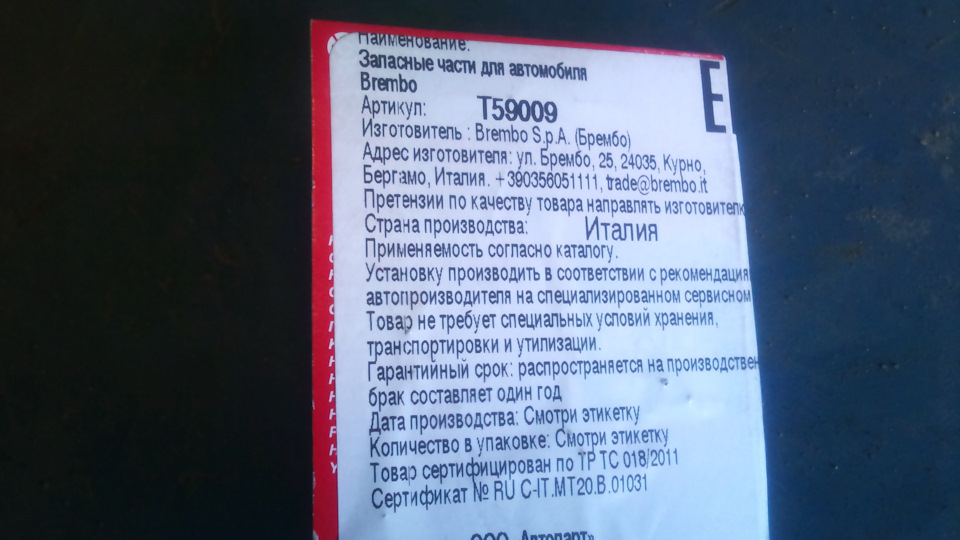 Наименование:
Запасные части для автомобиля
Brembo
E
Артикул: T59009
Изготовитель : Brembo S.p.A. (Брембо)
Адрес изготовителя: ул. Брембо, 25, 24035, Курно,
Бергамо, Италия. +390356051111, trade@brembo.it
Претензии по качеству товара направлять изготовителю
Страна производства: Италия
Применяемость согласно каталогу.
Установку производить в соответствии с рекомендация
автопроизводителя на специализированном сервисном
Товар не требует специальных условий хранения,
транспортировки и утилизации.
Гарантийный срок: распространяется на производствен
брак составляет один год
Дата производства: Смотри этикетку
Количество в упаковке: Смотри этикетку
Товар сертифицирован по ТР ТС 018/2011
Сертификат № RU C-IT.MT20.B.01031
ООО «Автопарт»